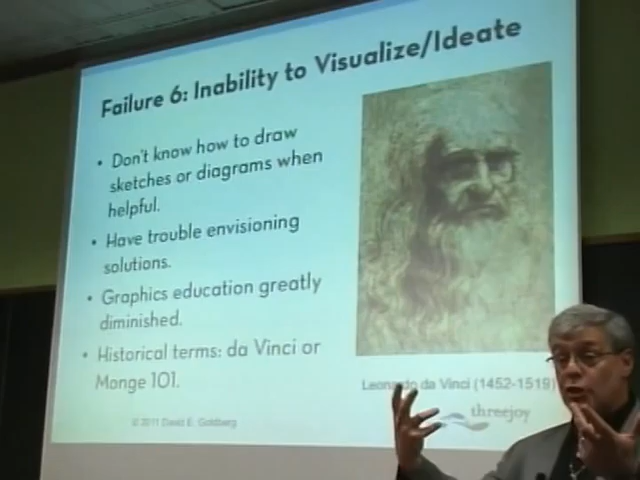 Failure 6: Inability to Visualize/Ideate
• Don't know how to draw
sketches or diagrams when
helpful.
• Have trouble envisioning
solutions.
• Graphics education greatly
diminished.
• Historical terms: da Vinci or
Monge 101.
Leonardo da Vinci (1452-1519)
© 2011 David E. Goldberg
threejoy